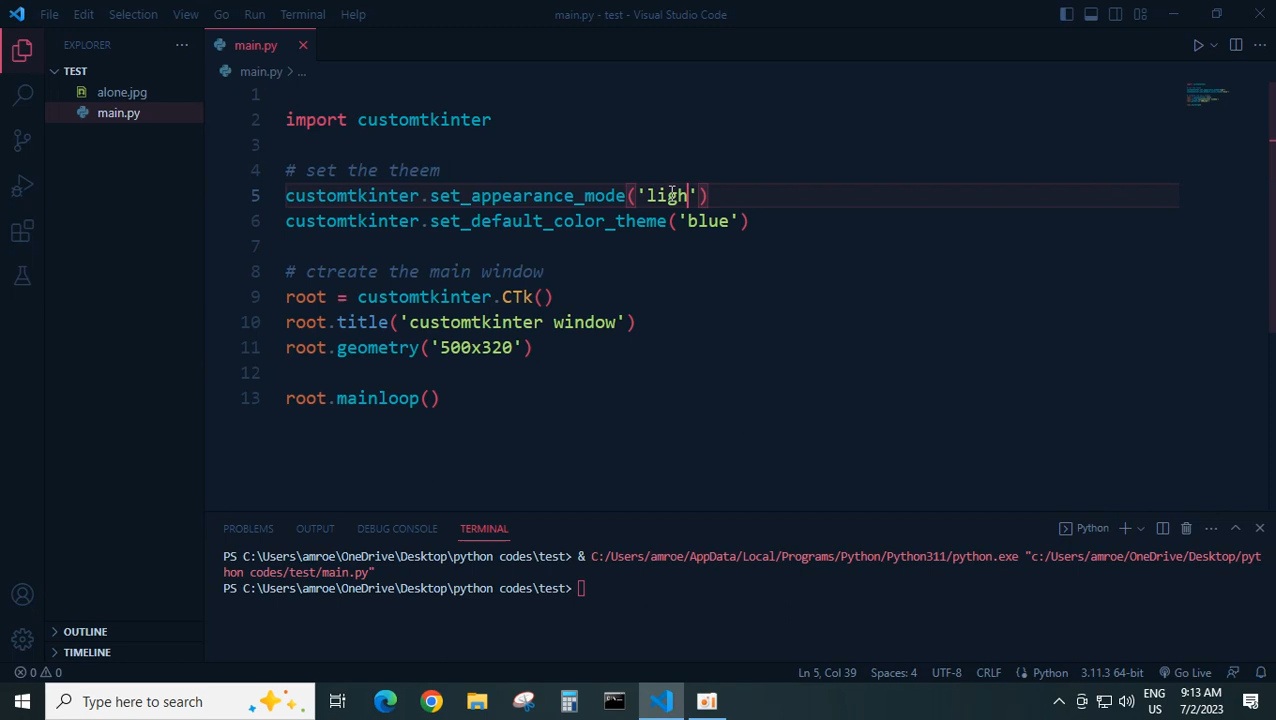 File Edit Selection View Go Run Terminal Help
main.py - test - Visual Studio Code
EXPLORER
TEST
alone.jpg
main.py
OUTLINE
TIMELINE
main.py
main.py > ...
1
2 import customtkinter
3
4 # set the theem
5 customtkinter.set_appearance_mode('ligh')
6 customtkinter.set_default_color_theme('blue')
7
8 # ctreate the main window
9 root = customtkinter.CTk()
10 root.title('customtkinter window')
11 root.geometry('500x320')
12
13 root.mainloop()
PROBLEMS OUTPUT DEBUG CONSOLE TERMINAL
Python
PS C:\Users\amroe\OneDrive\Desktop\python codes\test> & C:/Users/amroe/AppData/Local/Programs/Python/Python311/python.exe "c:/Users/amroe/OneDrive/Desktop/pyt
hon codes/test/main.py"
PS C:\Users\amroe\OneDrive\Desktop\python codes\test>
0 0
Ln 5, Col 39 Spaces: 4 UTF-8 CRLF Python 3.11.3 64-bit Go Live
Type here to search
ENG
US
9:13 AM
7/2/2023